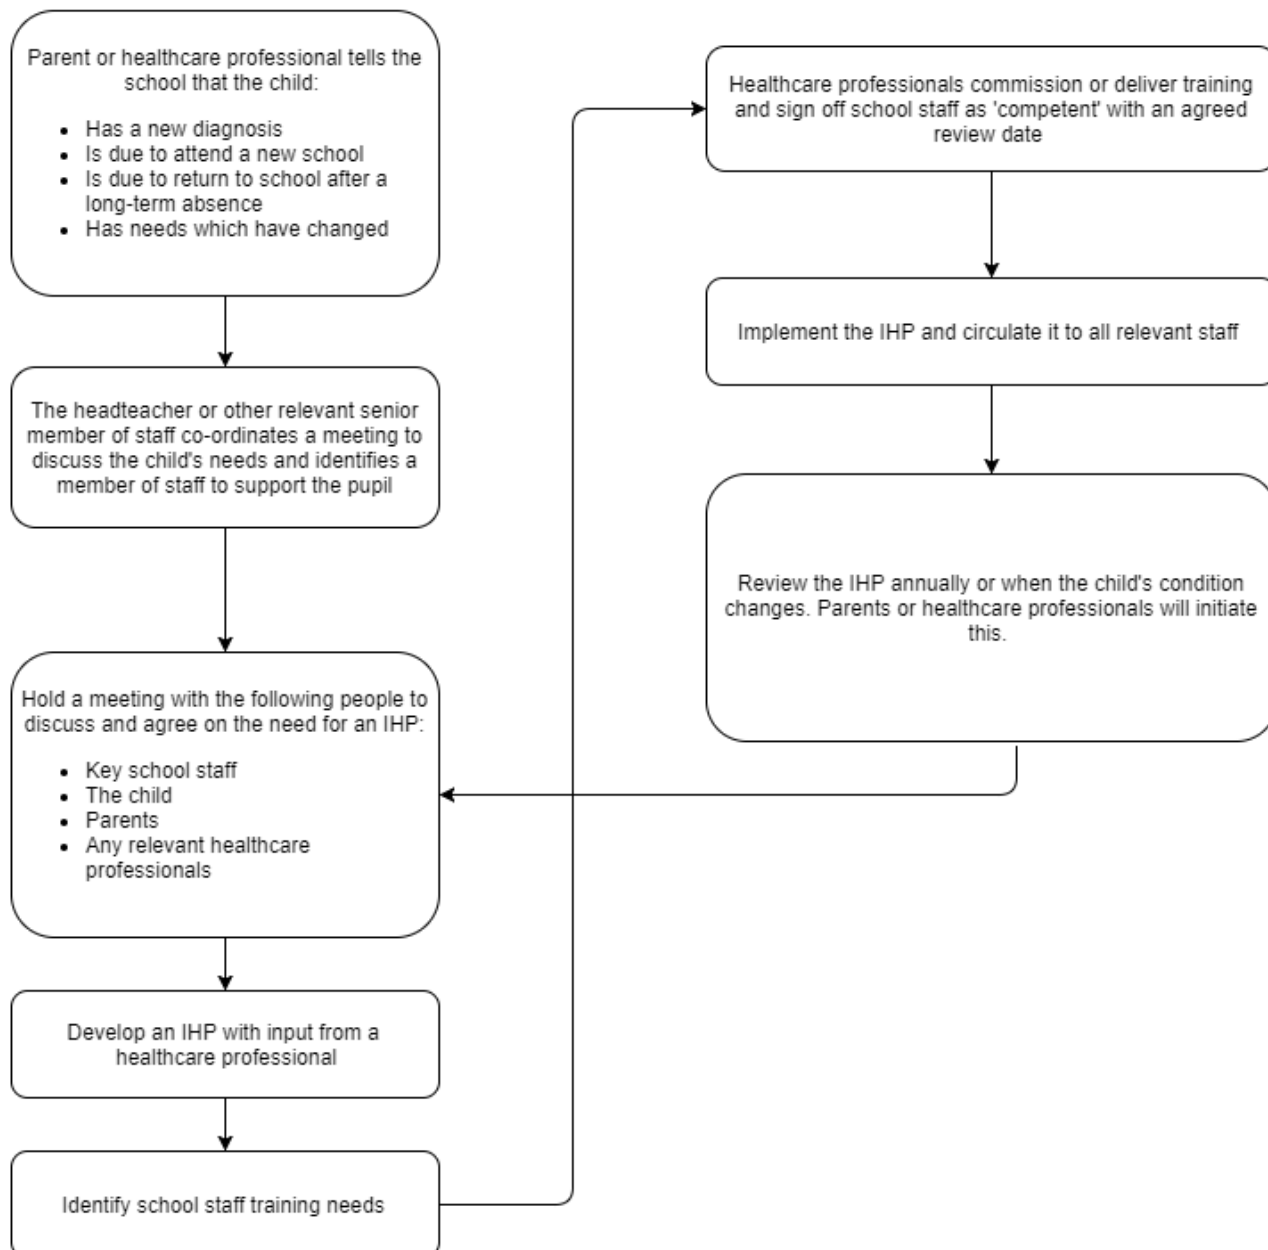 Parent or healthcare professional tells the
school that the child:
• Has a new diagnosis
• Is due to attend a new school
• Is due to return to school after a
long-term absence
• Has needs which have changed
The headteacher or other relevant senior
member of staff co-ordinates a meeting to
discuss the child's needs and identifies a
member of staff to support the pupil
Hold a meeting with the following people to
discuss and agree on the need for an IHP:
• Key school staff
• The child
• Parents
• Any relevant healthcare
professionals
Develop an IHP with input from a
healthcare professional
Identify school staff training needs
Healthcare professionals commission or deliver training
and sign off school staff as 'competent' with an agreed
review date
Implement the IHP and circulate it to all relevant staff
Review the IHP annually or when the child's condition
changes. Parents or healthcare professionals will initiate
this.